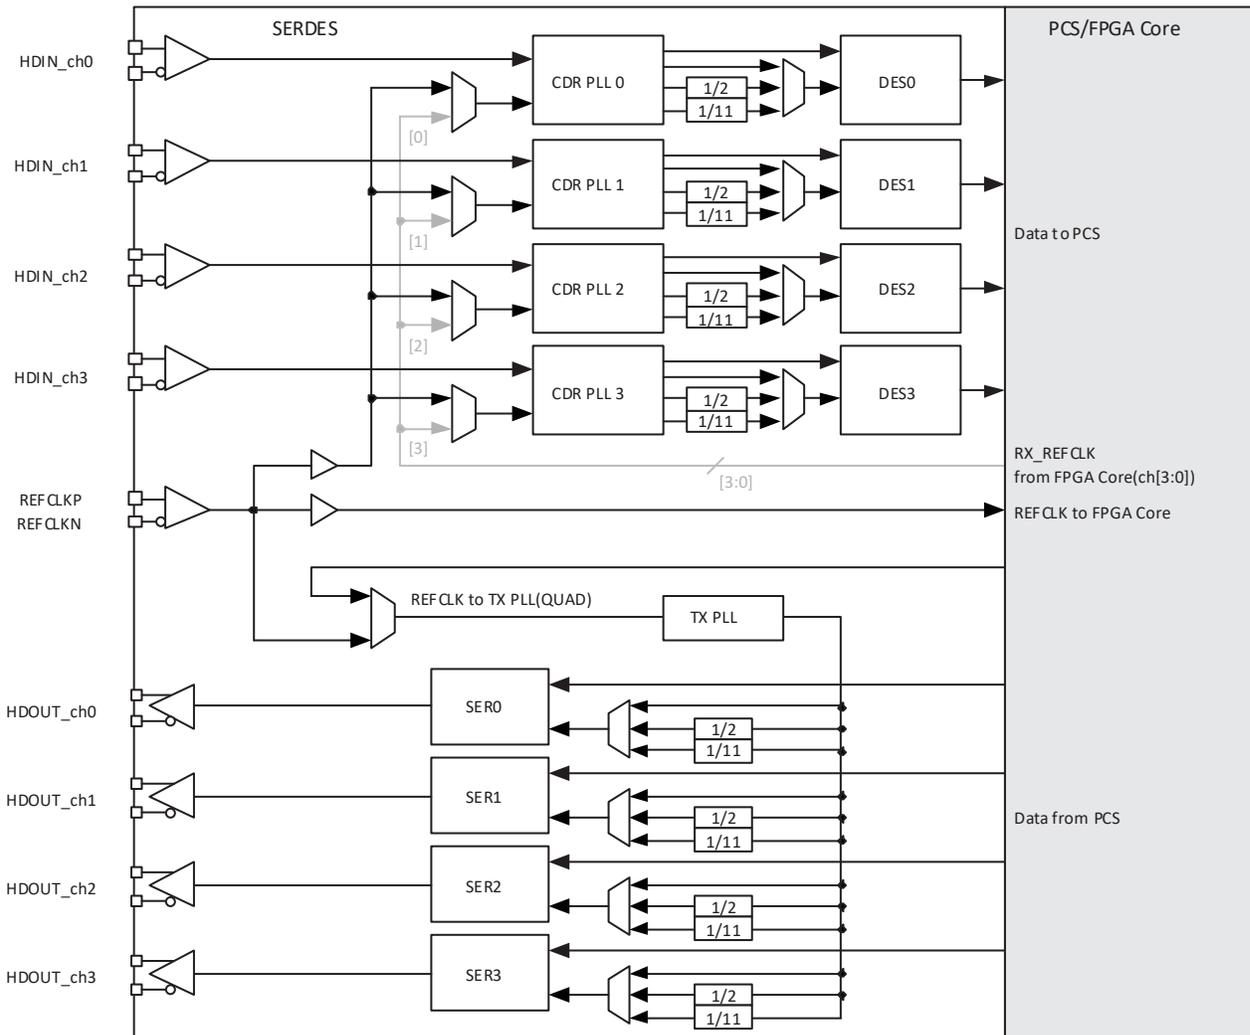 SERDES
PCS/FPGA Core
HDIN_ch0
CDR PLL 0
1/2
1/11
DES0
[0]
HDIN_ch1
CDR PLL 1
1/2
1/11
DES1
[1]
Data to PCS
HDIN_ch2
CDR PLL 2
1/2
1/11
DES2
[2]
HDIN_ch3
CDR PLL 3
1/2
1/11
DES3
[3]
[3:0]
RX_REFCLK
from FPGA Core(ch[3:0])
REFCLKP
REFCLKN
REFCLK to FPGA Core
REFCLK to TX PLL(QUAD)
TX PLL
HDOUT_ch0
SER0
1/2
1/11
HDOUT_ch1
SER1
1/2
1/11
Data from PCS
HDOUT_ch2
SER2
1/2
1/11
HDOUT_ch3
SER3
1/2
1/11